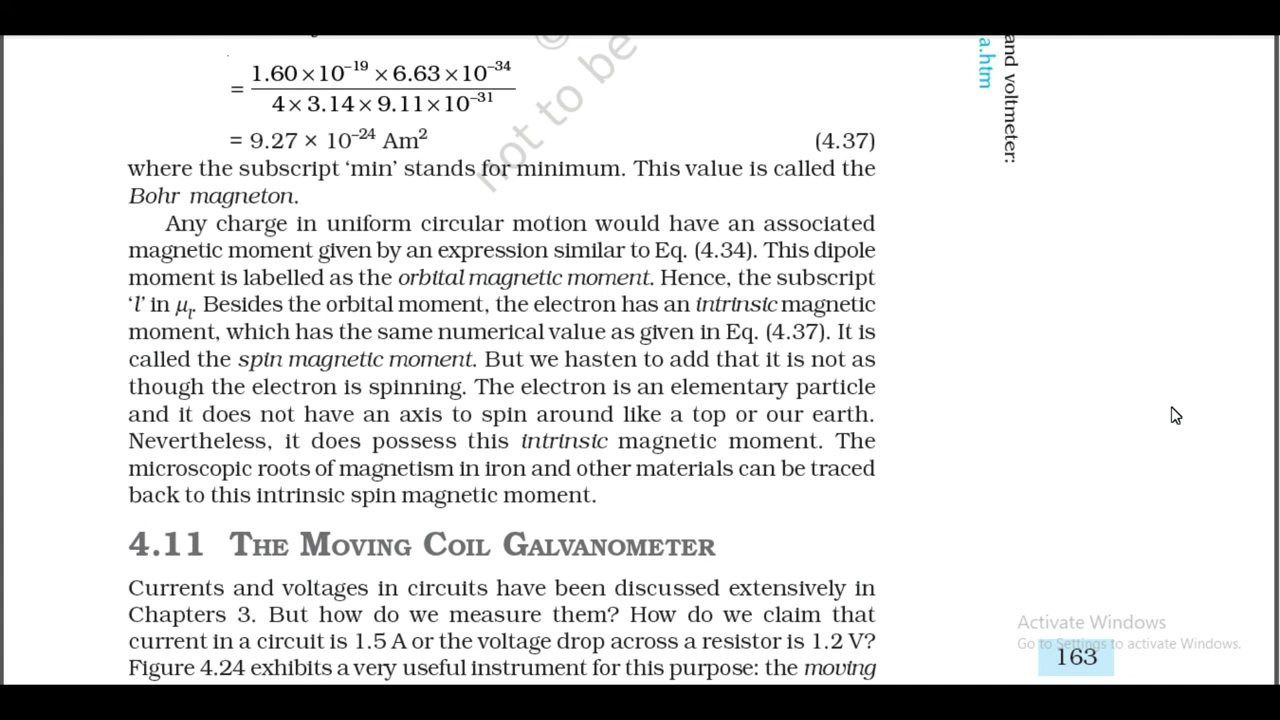 = 1.60 × 10⁻¹⁹ × 6.63 × 10⁻³⁴
4 × 3.14 × 9.11 × 10⁻³¹
= 9.27 × 10⁻²⁴ Am² (4.37)
where the subscript ‘min’ stands for minimum. This value is called the
Bohr magneton.
Any charge in uniform circular motion would have an associated
magnetic moment given by an expression similar to Eq. (4.34). This dipole
moment is labelled as the orbital magnetic moment. Hence, the subscript
‘l’ in μₗ. Besides the orbital moment, the electron has an intrinsic magnetic
moment, which has the same numerical value as given in Eq. (4.37). It is
called the spin magnetic moment. But we hasten to add that it is not as
though the electron is spinning. The electron is an elementary particle
and it does not have an axis to spin around like a top or our earth.
Nevertheless, it does possess this intrinsic magnetic moment. The
microscopic roots of magnetism in iron and other materials can be traced
back to this intrinsic spin magnetic moment.
4.11 THE MOVING COIL GALVANOMETER
Currents and voltages in circuits have been discussed extensively in
Chapters 3. But how do we measure them? How do we claim that
current in a circuit is 1.5 A or the voltage drop across a resistor is 1.2 V?
Figure 4.24 exhibits a very useful instrument for this purpose: the moving
not to be
and voltmeter:
a.htm
Activate Windows
Go to Settings to activate Windows.
163